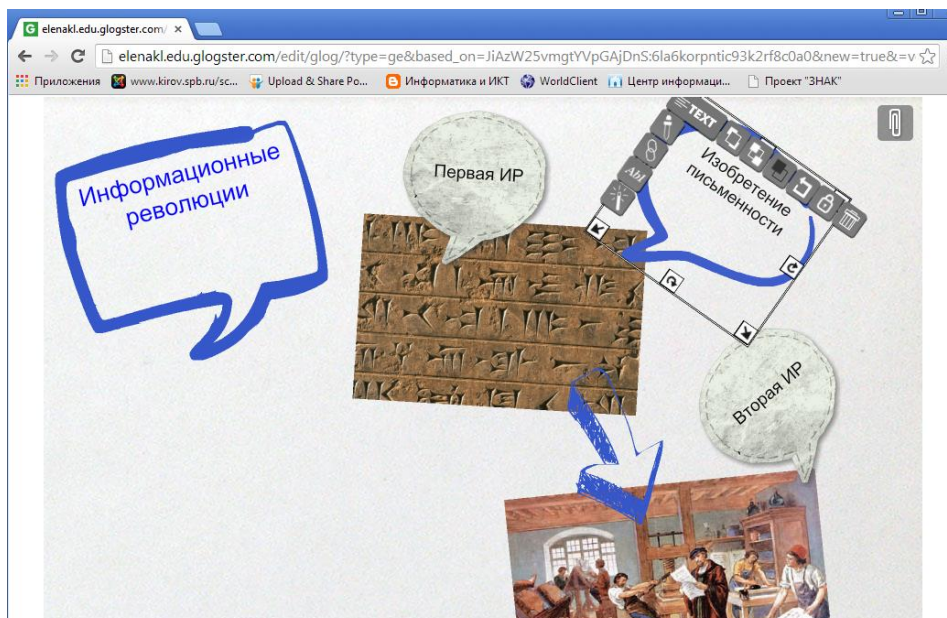 elenakl.edu.glogster.com/
elenakl.edu.glogster.com/edit/glog/?type=ge&based_on=JiAzW25vmgtYVpGAjDnS:6la6korpntic93k2rf8c0a0&new=true&=v
Приложения www.kirov.spb.ru/sc... Upload & Share Po... Информатика и ИКТ WorldClient Центр информаци... Проект "ЗНАК"
Информационные
революции
Первая ИР
TEXT
AbI
Изобретение
письменности
Вторая ИР